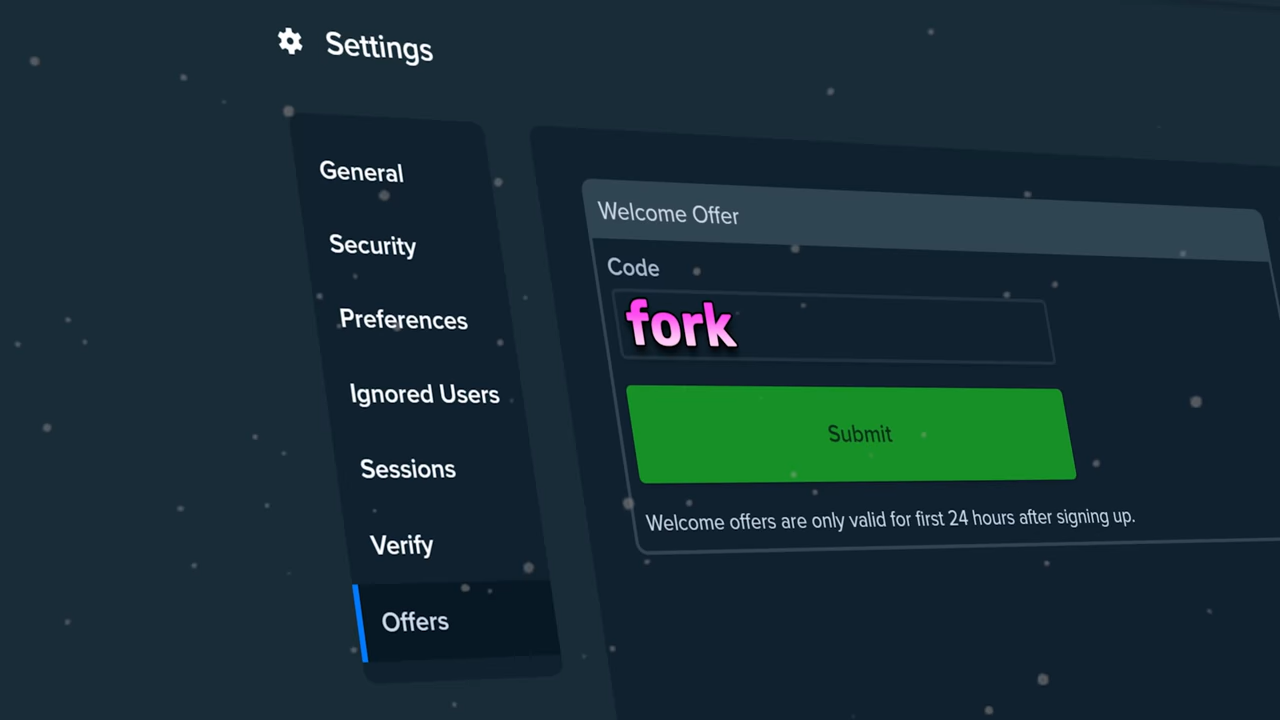 Settings
General
Security
Preferences
Ignored Users
Sessions
Verify
Offers
Welcome Offer
Code
fork
Submit
Welcome offers are only valid for first 24 hours after signing up.